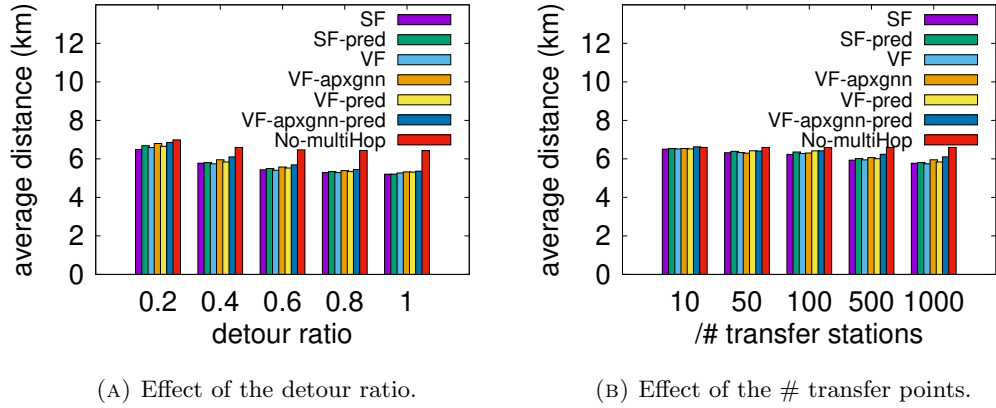 average distance (km)
14
12
10
8
6
4
2
0
SF
SF-pred
VF
VF-apxgnn
VF-pred
VF-apxgnn-pred
No-multiHop
0.2 0.4 0.6 0.8 1
detour ratio
(A) Effect of the detour ratio.
average distance (km)
12
10
8
6
4
2
0
SF
SF-pred
VF
VF-apxgnn
VF-pred
VF-apxgnn-pred
No-multiHop
10 50 100 500 1000
/# transfer stations
(B) Effect of the # transfer points.